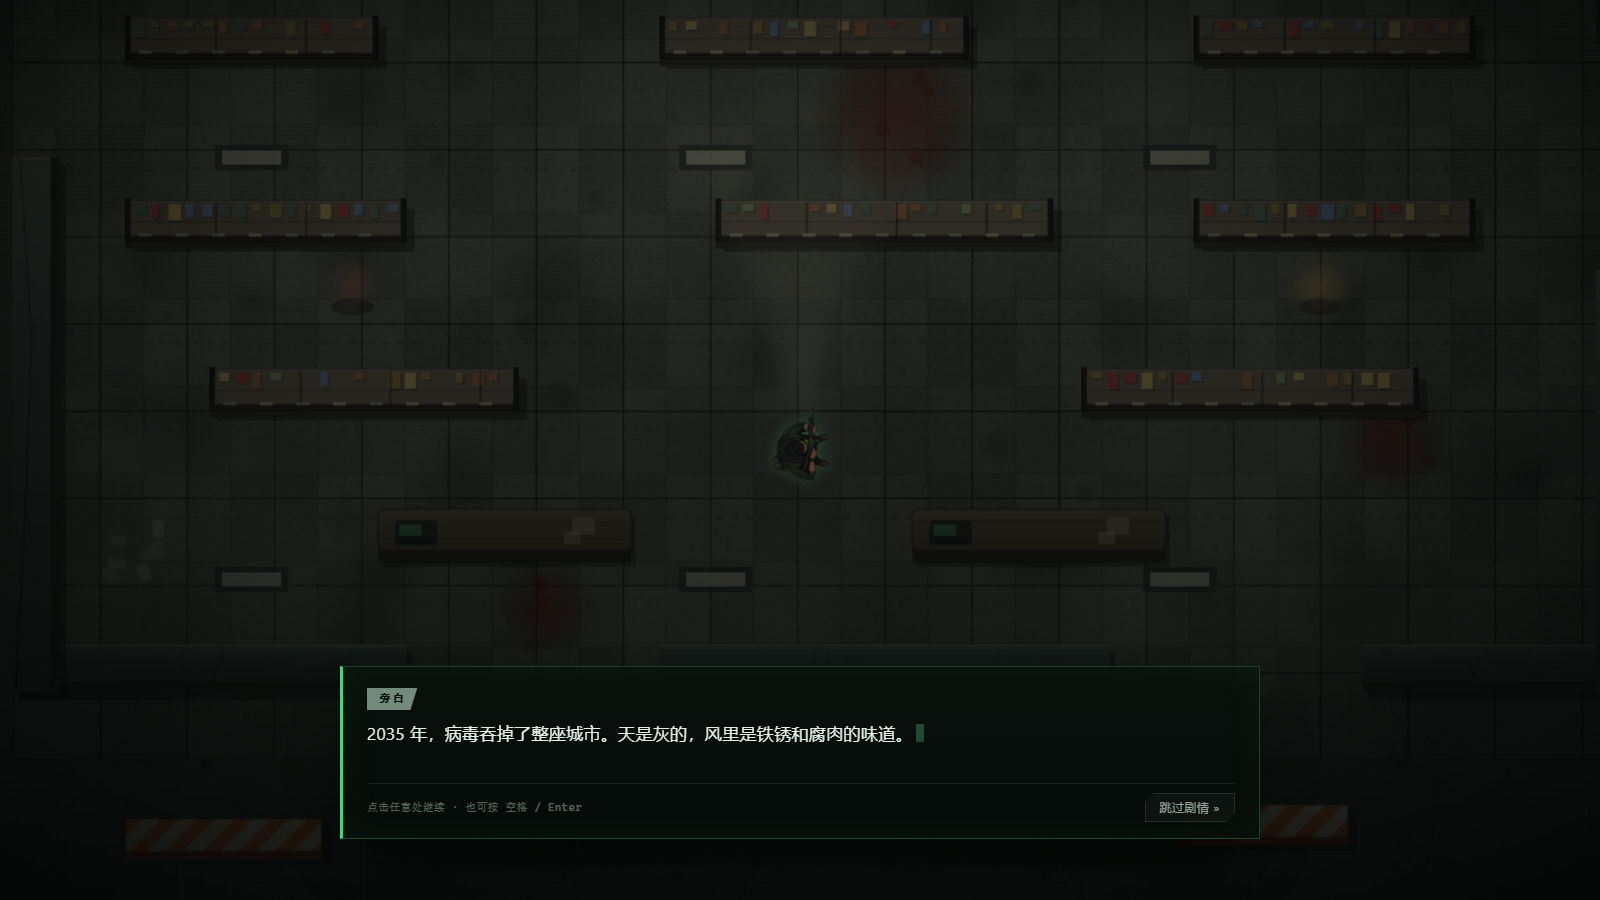 旁白
2035 年，病毒吞掉了整座城市。天是灰的，风里是铁锈和腐肉的味道。
点击任意处继续 · 也可按 空格 / Enter
跳过剧情 »